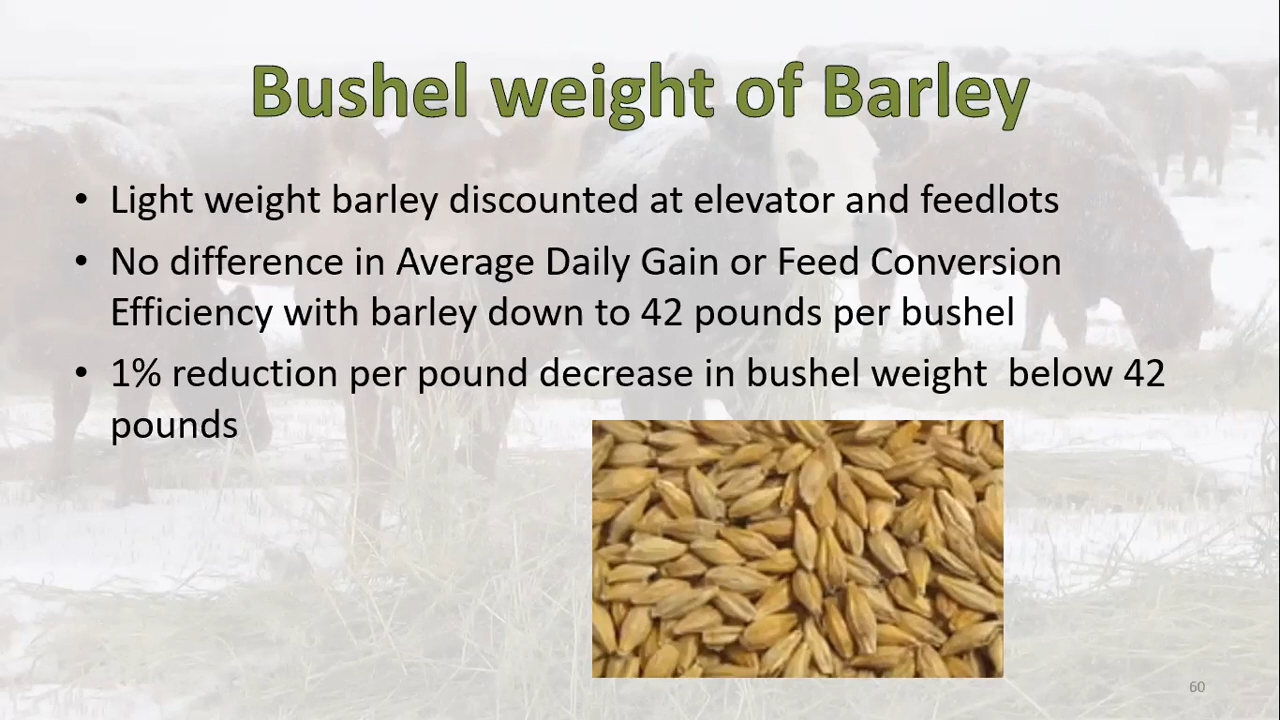 Bushel weight of Barley
• Light weight barley discounted at elevator and feedlots
• No difference in Average Daily Gain or Feed Conversion
Efficiency with barley down to 42 pounds per bushel
• 1% reduction per pound decrease in bushel weight  below 42
pounds
60